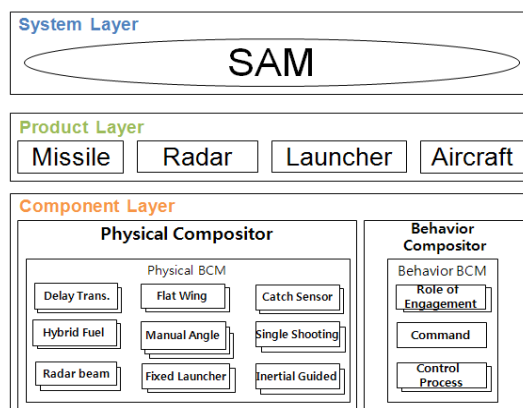 System Layer
SAM
Product Layer
Missile Radar Launcher Aircraft
Component Layer
Physical Compositor
Behavior
Compositor
Physical BCM
Behavior BCM
Delay Trans. Flat Wing Catch Sensor
Role of
Engagement
Hybrid Fuel Manual Angle Single Shooting
Command
Radar beam Fixed Launcher Inertial Guided
Control
Process